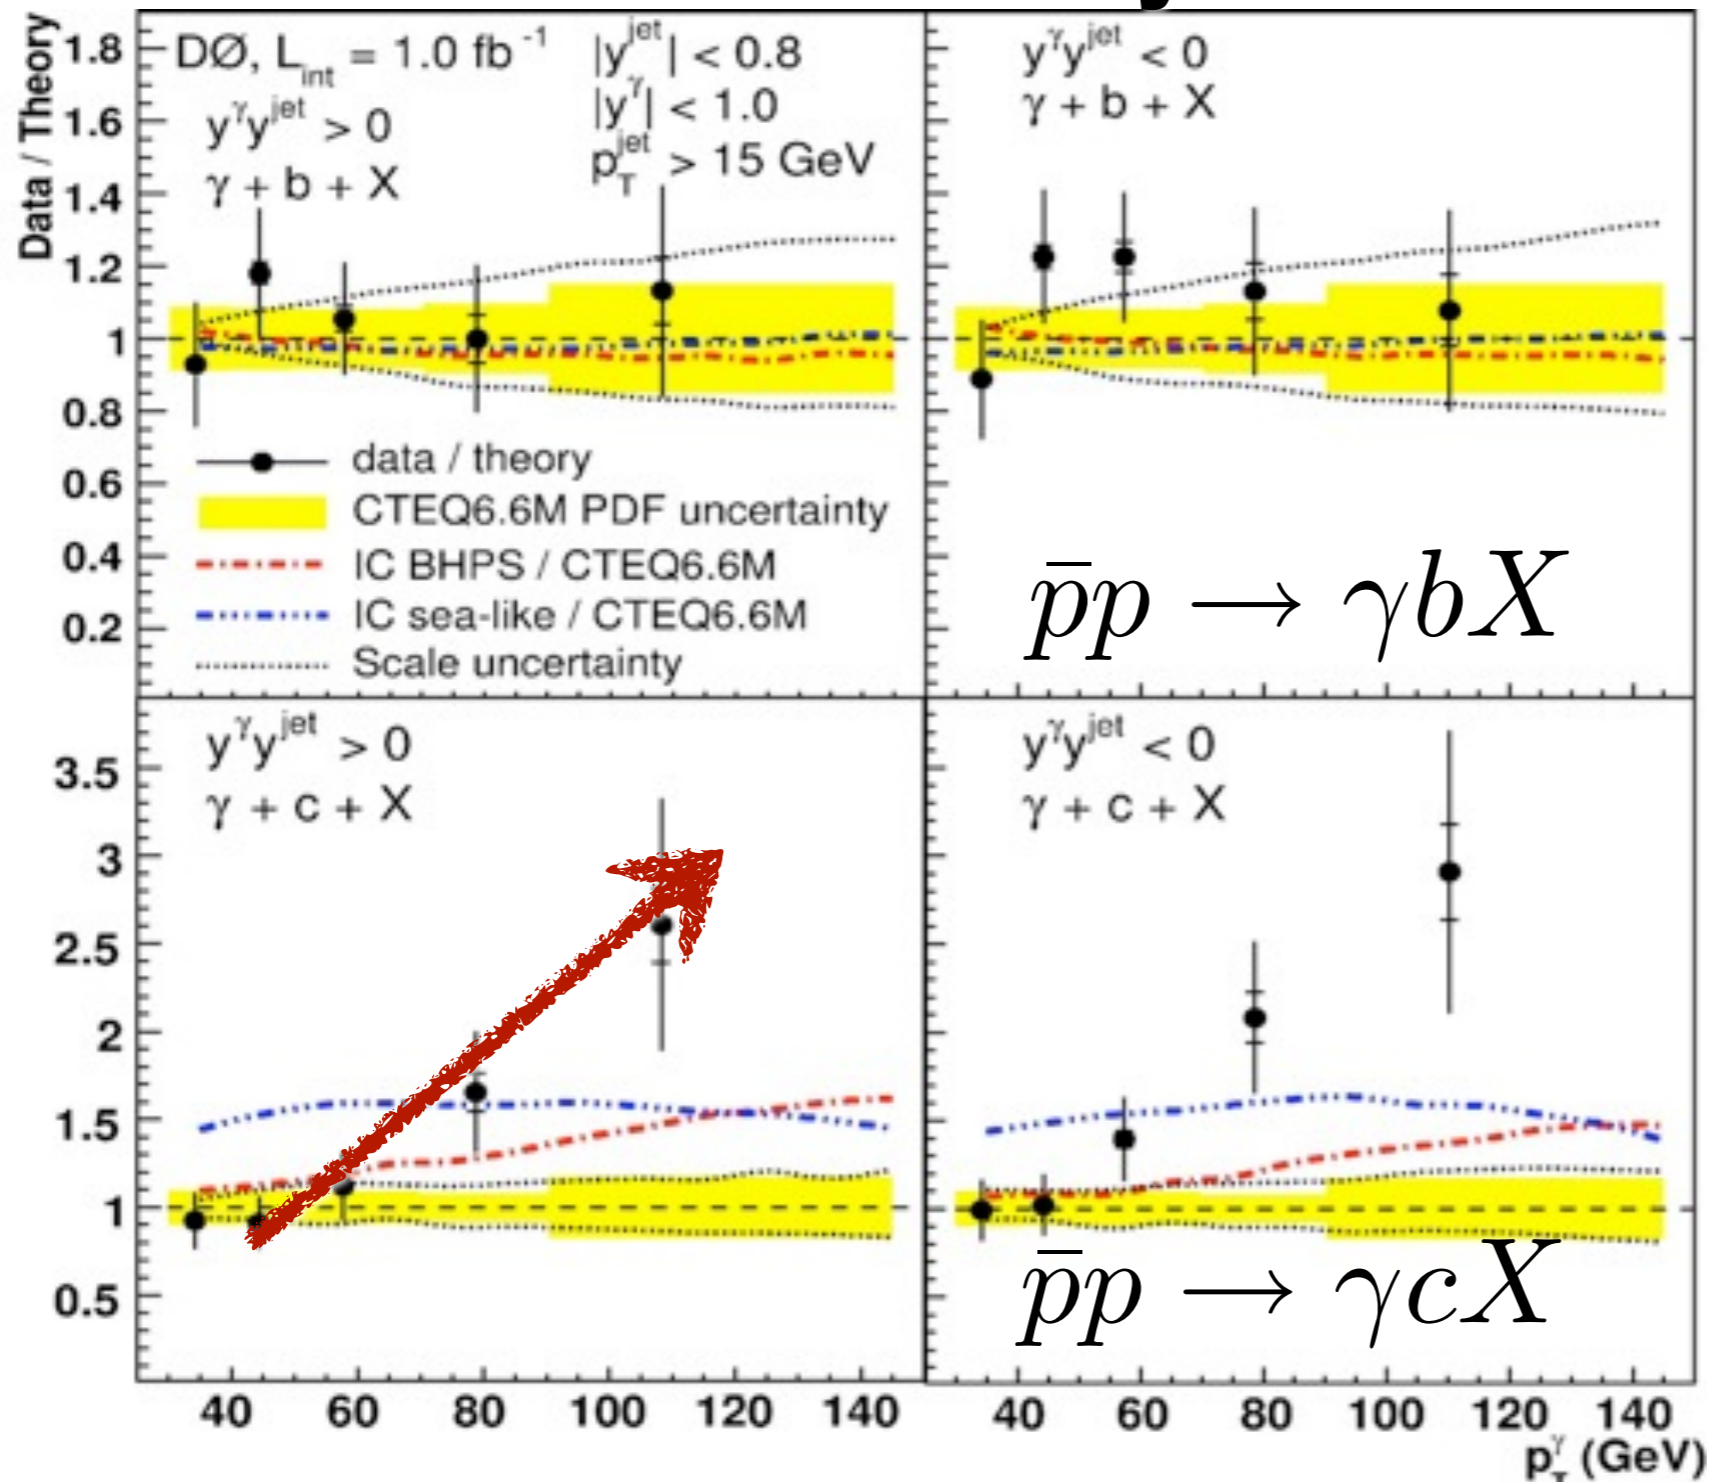 Data / Theory
1.8
1.6
1.4
1.2
1
0.8
0.6
0.4
0.2
DØ, L_int = 1.0 fb^-1
y^γ y^jet > 0
γ + b + X
|y^jet| < 0.8
|y^γ| < 1.0
p_T^jet > 15 GeV
data / theory
CTEQ6.6M PDF uncertainty
IC BHPS / CTEQ6.6M
IC sea-like / CTEQ6.6M
Scale uncertainty
y^γ y^jet < 0
γ + b + X
p̄p → γbX
3.5
3
2.5
2
1.5
1
0.5
y^γ y^jet > 0
γ + c + X
y^γ y^jet < 0
γ + c + X
p̄p → γcX
40 60 80 100 120 140
40 60 80 100 120 140
p_T^γ (GeV)